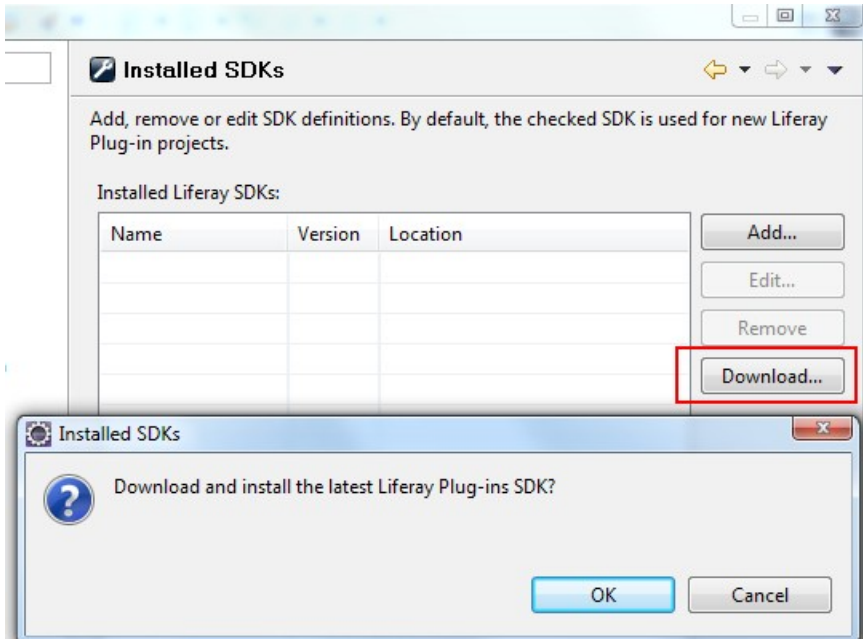 Installed SDKs
Add, remove or edit SDK definitions. By default, the checked SDK is used for new Liferay
Plug-in projects.
Installed Liferay SDKs:
Name Version Location
Add...
Edit...
Remove
Download...
Installed SDKs
Download and install the latest Liferay Plug-ins SDK?
OK Cancel